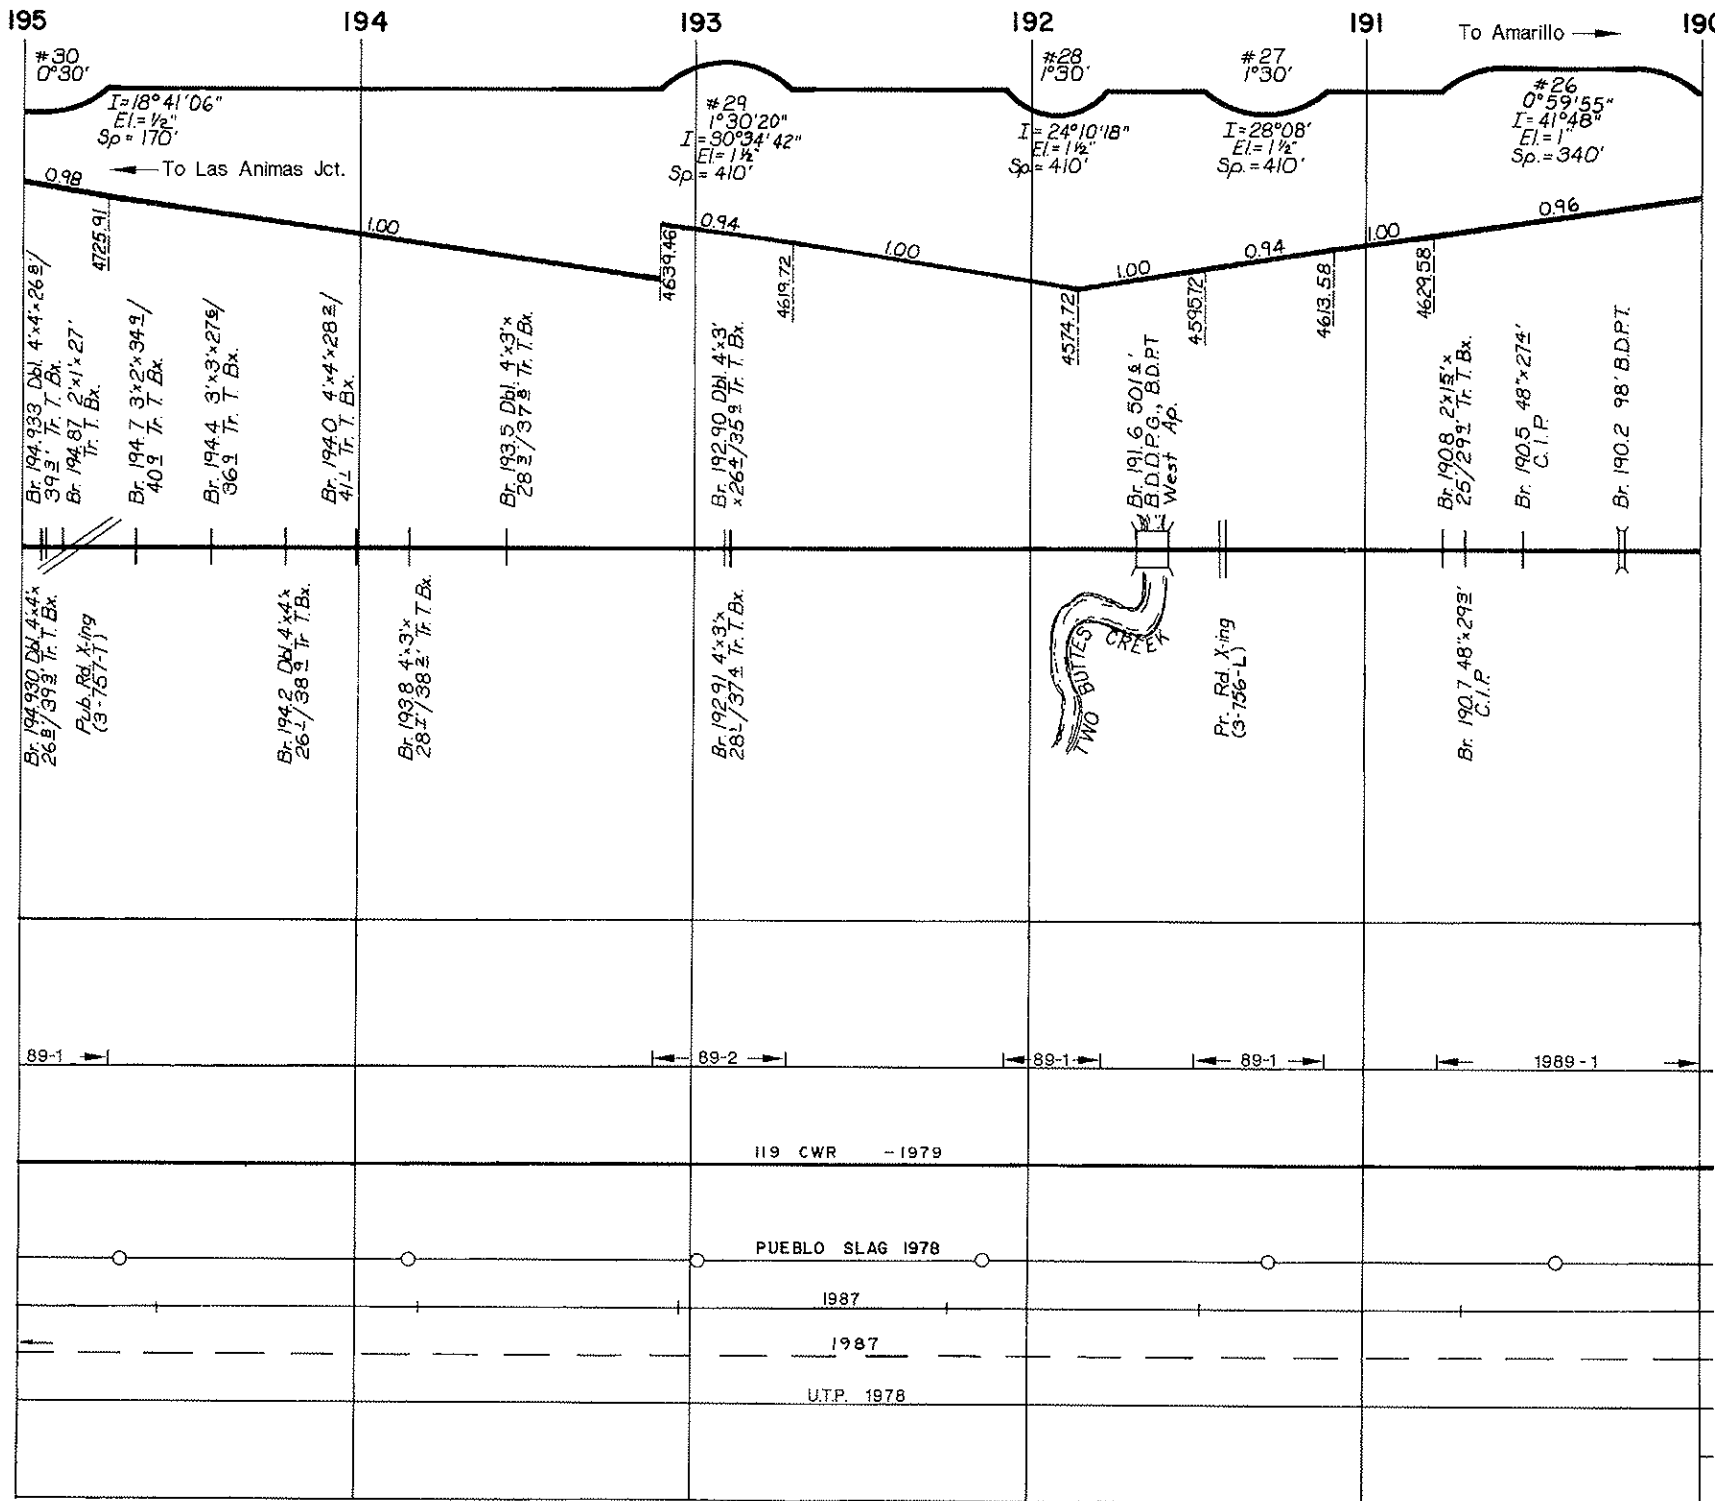 195
194
193
192
191
190
To Amarillo
#30
0°30'
I=18°41'06"
El.=1/2"
Sp=170'
To Las Animas Jct.
#29
1°30'20"
I=30°34'42"
El=1½"
Sp.=410'
#28
1°30'
I=24°10'18"
El=1½"
Sp=410'
#27
1°30'
I=28°08'
El.=1½"
Sp.=410'
#26
0°59'55"
I=41°48"
El.=1"
Sp.=340'
0.98
1.00
0.94
1.00
1.00
0.94
1.00
0.96
4725.91
4639.46
4619.72
4574.72
4595.72
4613.58
4629.58
Br. 194.933 Dbl. 4'x4'x26 8/
39 3' Tr. T. Bx.
Br. 194.87 2'x1'x27'
Tr. T. Bx.
Br. 194.7 3'x2'x34 9/
40 9 Tr. T. Bx.
Br. 194.4 3'x3'x27 6/
36 9 Tr. T. Bx.
Br. 194.0 4'x4'x28 2/
41 1 Tr. T. Bx.
Br. 193.5 Dbl. 4'x3'x
28 3/37 8' Tr. T. Bx.
Br. 192.90 Dbl. 4'x3'
x26 4/35 9 Tr. T. Bx.
Br. 191.6 501 6'
B.D.D.P.G., B.D.P.T
West Ap.
Br. 190.8 2'x1 5'x
25'/29 2' Tr. T. Bx.
Br. 190.5 48"x27 4'
C.I.P.
Br. 190.2 98' B.D.P.T.
Br. 194.930 Dbl. 4'x4'x
26 8'/39 3' Tr. T. Bx.
Pub. Rd. X-ing
(3-757-T)
Br. 194.2 Dbl. 4'x4'x
26 1/38 9 Tr T. Bx.
Br. 193.8 4'x3'x
28 7'/38 2' Tr. T. Bx.
Br. 192.91 4'x3'x
28 1/37 4 Tr. T. Bx.
TWO BUTTES CREEK
Pr. Rd. X-ing
(3-756-L)
Br. 190.7 48"x29 3'
C.I.P.
89-1
89-2
89-1
89-1
1989-1
119 CWR -1979
PUEBLO SLAG 1978
1987
1987
U.T.P. 1978